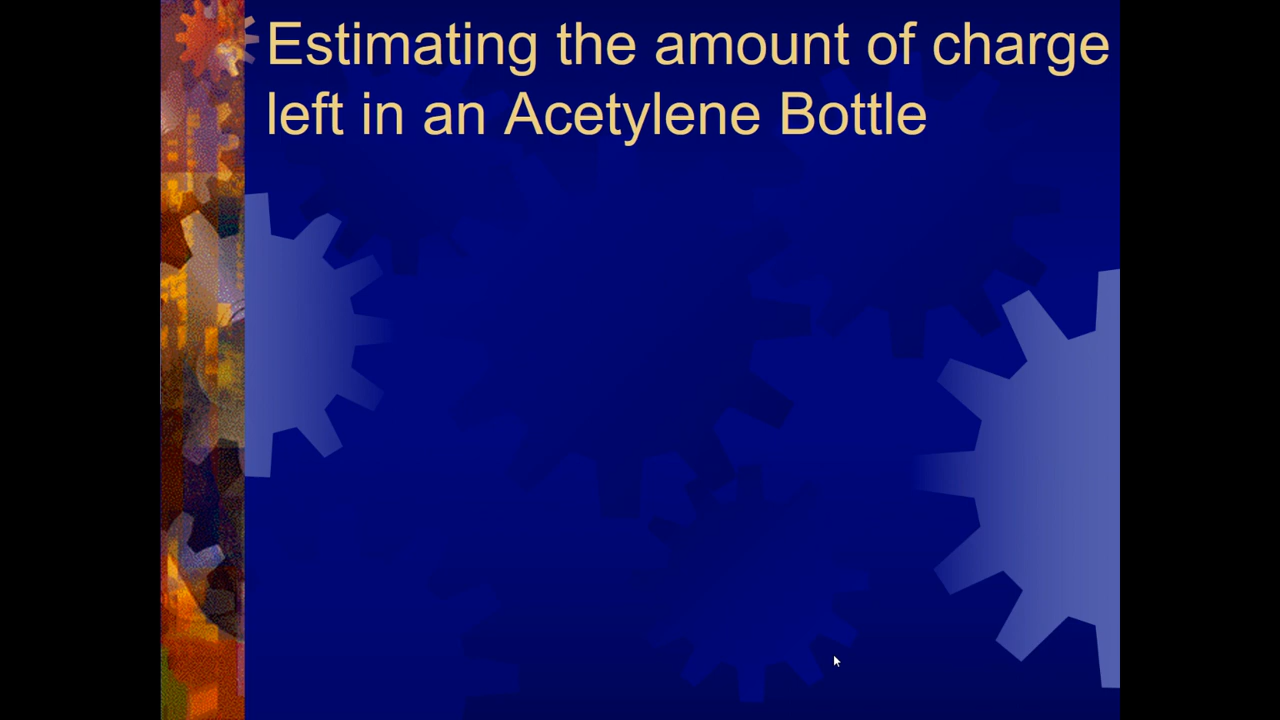 Estimating the amount of charge
left in an Acetylene Bottle